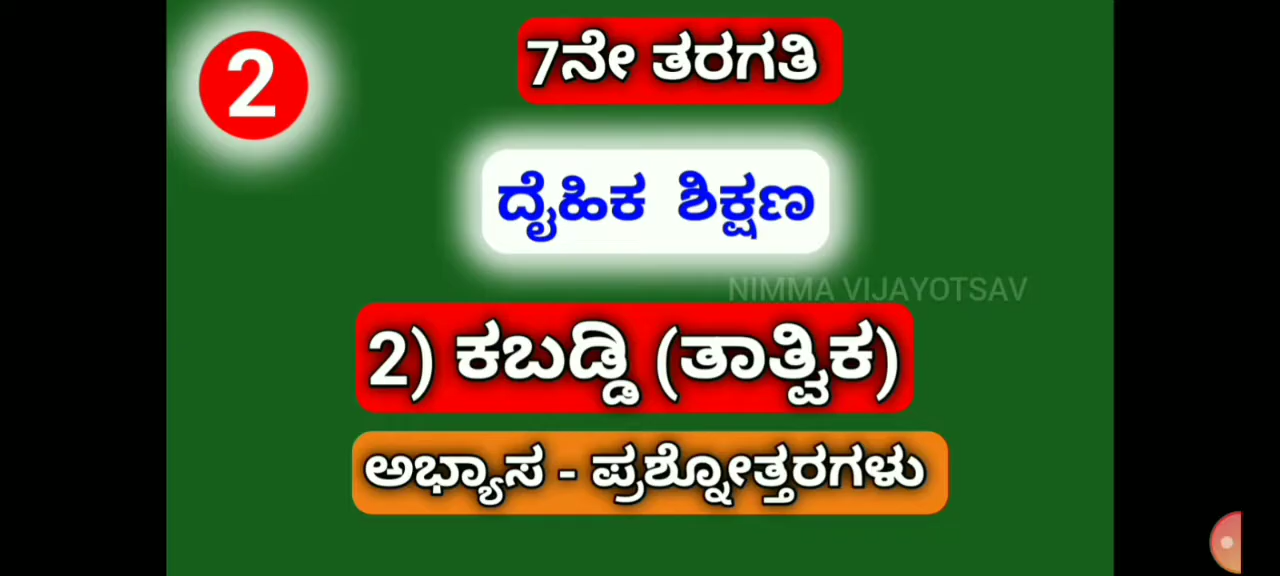 2
7ನೇ ತರಗತಿ
ದೈಹಿಕ ಶಿಕ್ಷಣ
NIMMA VIJAYOTSAV
2) ಕಬಡ್ಡಿ (ತಾತ್ವಿಕ)
ಅಭ್ಯಾಸ - ಪ್ರಶ್ನೋತ್ತರಗಳು